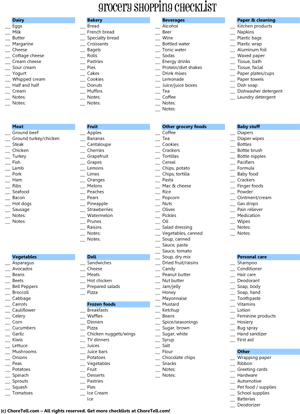 GROCERY SHOPPING CHECKLIST
Dairy
Eggs
Milk
Butter
Margarine
Cheese
Cottage cheese
Cream cheese
Sour cream
Yogurt
Whipped cream
Half and half
Cream
Notes:
Notes:
Bakery
Bread
French bread
Specialty bread
Croissants
Bagels
Rolls
Pastries
Pies
Cakes
Cookies
Donuts
Muffins
Notes:
Notes:
Beverages
Alcohol
Beer
Wine
Bottled water
Tonic water
Sodas
Energy drinks
Protein/diet shakes
Drink mixes
Lemonade
Juice/juice boxes
Tea
Coffee
Notes:
Notes:
Paper & cleaning
Kitchen products
Napkins
Plastic bags
Plastic wrap
Aluminum foil
Waxed paper
Tissue, bath
Tissue, facial
Paper plates/cups
Paper towels
Dish soap
Dishwasher detergent
Laundry detergent
Meat
Ground beef
Ground turkey/chicken
Steak
Chicken
Turkey
Fish
Lamb
Pork
Ham
Ribs
Seafood
Bacon
Hot dogs
Sausage
Notes:
Notes:
Fruit
Apples
Bananas
Cantaloupe
Cherries
Grapefruit
Grapes
Lemons
Limes
Oranges
Melons
Peaches
Pears
Pineapple
Strawberries
Watermelon
Prunes
Raisins
Notes:
Notes:
Other grocery foods
Coffee
Tea
Cookies
Crackers
Tortillas
Cereal
Chips, potato
Chips, tortilla
Pasta
Mac & cheese
Rice
Popcorn
Nuts
Olives
Pickles
Oil
Salad dressing
Vegetables, canned
Soup, canned
Sauce, pasta
Sauce, tomato
Soup, dry mix
Dried fruit/raisins
Candy
Peanut butter
Nut butter
Jam/jelly
Honey
Mayonnaise
Mustard
Ketchup
Beans
Spice/seasonings
Sugar, brown
Sugar, white
Syrup
Salt
Flour
Chocolate chips
Snacks
Notes:
Notes:
Baby stuff
Diapers
Diaper wipes
Bottles
Bottle brush
Bottle nipples
Pacifiers
Formula
Baby food
Crackers
Finger foods
Powder
Ointment/cream
Gas drops
Pain reliever
Medication
Wipes
Notes:
Notes:
Vegetables
Asparagus
Avocados
Beans
Beets
Bell Peppers
Broccoli
Cabbage
Carrots
Cauliflower
Celery
Corn
Cucumbers
Garlic
Kiwis
Lettuce
Mushrooms
Onions
Peas
Potatoes
Spinach
Sprouts
Squash
Tomatoes
Deli
Sandwiches
Cheese
Meats
Hot chicken
Prepared salads
Pizza
Frozen foods
Breakfasts
Waffles
Dinners
Pizza
Chicken nuggets/wings
TV dinners
Juices
Juice bars
Potatoes
Vegetables
Fruit
Desserts
Pastries
Pies
Ice Cream
Ice
Personal care
Shampoo
Conditioner
Hair care
Deodorant
Soap, body
Soap, hand
Toothpaste
Vitamins
Lotion
Feminine products
Hosiery
Bug spray
Hand sanitizer
First aid
Other
Wrapping paper
Ribbon
Greeting cards
Hardware
Automotive
Pet food / supplies
School supplies
Batteries
Deodorizer
(c) ChoreTell.com – All rights reserved. Get more checklists at ChoreTell.com!